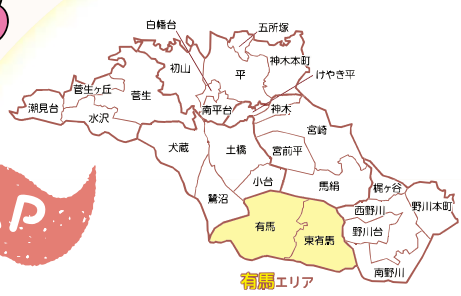 白幡台
五所塚
初山
平
神木本町
けやき平
菅生ヶ丘
菅生
潮見台
水沢
南平台
神木
犬蔵
土橋
宮崎
宮前平
小台
馬絹
鷺沼
梶ヶ谷
西野川
野川本町
有馬
東有馬
野川台
南野川
有馬エリア
AP